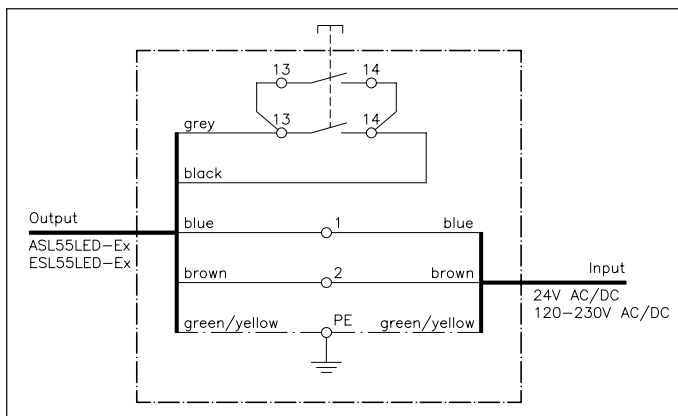 13 14
grey 13 14
black
Output
blue 1 blue
ASL55LED-Ex
ESL55LED-Ex
Input
brown 2 brown
24V AC/DC
120-230V AC/DC
green/yellow PE green/yellow